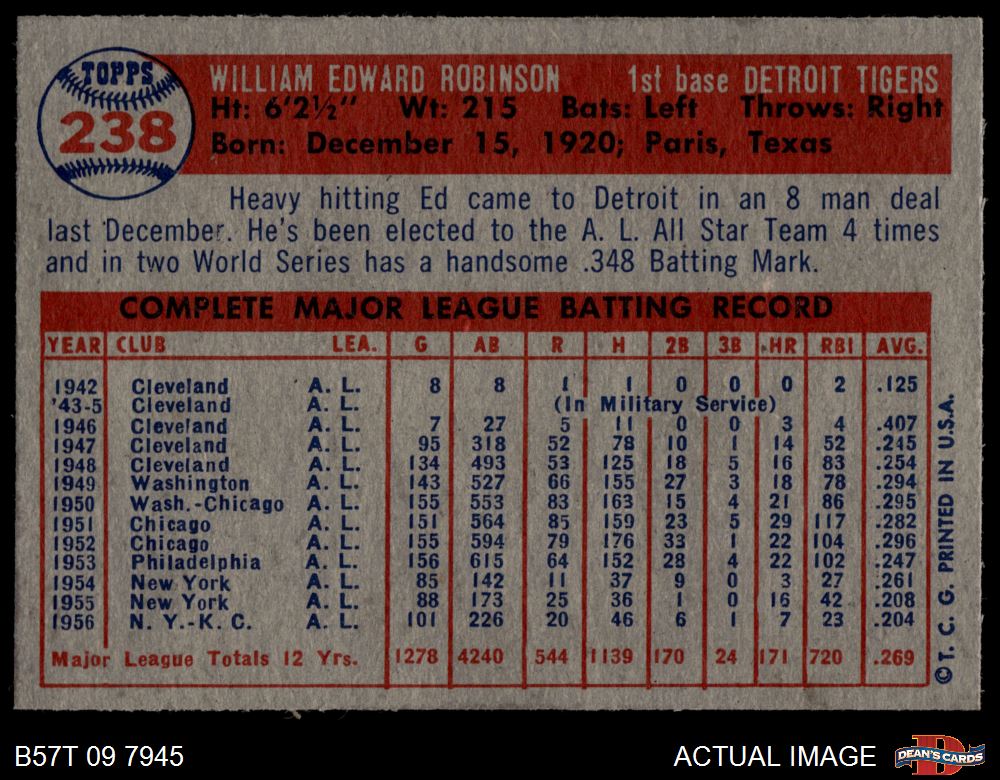 TOPPS
238
WILLIAM EDWARD ROBINSON 1st base DETROIT TIGERS
Ht: 6'2½" Wt: 215 Bats: Left Throws: Right
Born: December 15, 1920; Paris, Texas
Heavy hitting Ed came to Detroit in an 8 man deal
last December. He's been elected to the A. L. All Star Team 4 times
and in two World Series has a handsome .348 Batting Mark.
COMPLETE MAJOR LEAGUE BATTING RECORD
YEAR CLUB LEA. G AB R H 2B 3B HR RBI AVG.
1942 Cleveland A. L. 8 8 1 1 0 0 0 2 .125
'43-5 Cleveland A. L. (In Military Service)
1946 Cleveland A. L. 7 27 5 11 0 0 3 4 .407
1947 Cleveland A. L. 95 318 52 78 10 1 14 52 .245
1948 Cleveland A. L. 134 493 53 125 18 5 16 83 .254
1949 Washington A. L. 143 527 66 155 27 3 18 78 .294
1950 Wash.-Chicago A. L. 155 553 83 163 15 4 21 86 .295
1951 Chicago A. L. 151 564 85 159 23 5 29 117 .282
1952 Chicago A. L. 155 594 79 176 33 1 22 104 .296
1953 Philadelphia A. L. 156 615 64 152 28 4 22 102 .247
1954 New York A. L. 85 142 11 37 9 0 3 27 .261
1955 New York A. L. 88 173 25 36 1 0 16 42 .208
1956 N. Y.-K. C. A. L. 101 226 20 46 6 1 7 23 .204
Major League Totals 12 Yrs. 1278 4240 544 1139 170 24 171 720 .269
© T. C. G. PRINTED IN U.S.A.
B57T 09 7945 ACTUAL IMAGE
D
DEAN'S CARDS